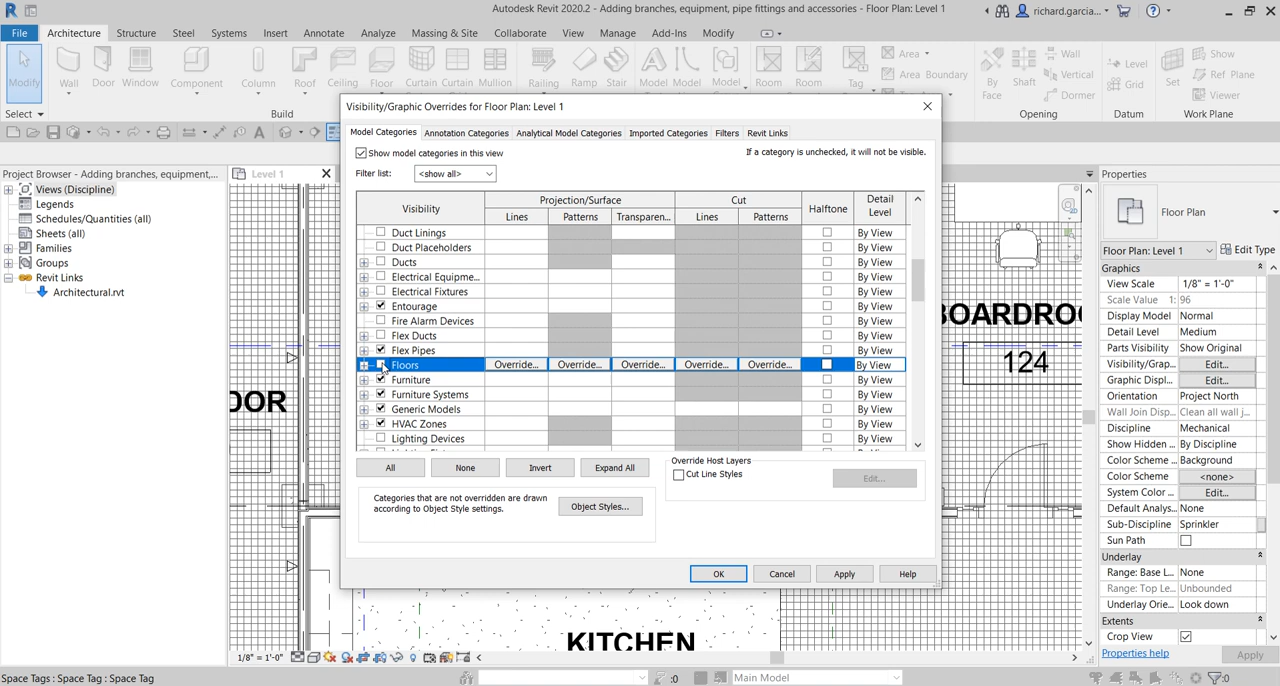 Autodesk Revit 2020.2 - Adding branches, equipment, pipe fittings and accessories - Floor Plan: Level 1
richard.garcia...
File Architecture Structure Steel Systems Insert Annotate Analyze Massing & Site Collaborate View Manage Add-Ins Modify
Modify Wall Door Window Component Column Roof Ceiling Floor Curtain Curtain Mullion Railing Ramp Stair Model Model Model Room Room Tag
Area
Area Boundary
By
Face
Shaft
Wall
Vertical
Dormer
Level
Grid
Set
Show
Ref Plane
Viewer
Select Build Opening Datum Work Plane
Project Browser - Adding branches, equipment,...
Views (Discipline)
Legends
Schedules/Quantities (all)
Sheets (all)
Families
Groups
Revit Links
Architectural.rvt
Level 1
Visibility/Graphic Overrides for Floor Plan: Level 1
Model Categories Annotation Categories Analytical Model Categories Imported Categories Filters Revit Links
Show model categories in this view
If a category is unchecked, it will not be visible.
Filter list: <show all>
Visibility Projection/Surface Cut Halftone Detail
Level
Lines Patterns Transparen... Lines Patterns
Duct Linings By View
Duct Placeholders By View
Ducts By View
Electrical Equipme... By View
Electrical Fixtures By View
Entourage By View
Fire Alarm Devices By View
Flex Ducts By View
Flex Pipes By View
Floors Override... Override... Override... Override... Override... By View
Furniture By View
Furniture Systems By View
Generic Models By View
HVAC Zones By View
Lighting Devices By View
All None Invert Expand All
Override Host Layers
Cut Line Styles Edit...
Categories that are not overridden are drawn
according to Object Style settings.
Object Styles...
OK Cancel Apply Help
DOOR
BOARDRO
124
KITCHEN
Properties
Floor Plan
Floor Plan: Level 1 Edit Type
Graphics
View Scale 1/8" = 1'-0"
Scale Value 1: 96
Display Model Normal
Detail Level Medium
Parts Visibility Show Original
Visibility/Grap... Edit...
Graphic Displ... Edit...
Orientation Project North
Wall Join Disp... Clean all wall j...
Discipline Mechanical
Show Hidden ... By Discipline
Color Scheme ... Background
Color Scheme <none>
System Color ... Edit...
Default Analys... None
Sub-Discipline Sprinkler
Sun Path
Underlay
Range: Base L... None
Range: Top Le... Unbounded
Underlay Orie... Look down
Extents
Crop View
Properties help Apply
1/8" = 1'-0"
Space Tags : Space Tag : Space Tag
:0
Main Model
:0